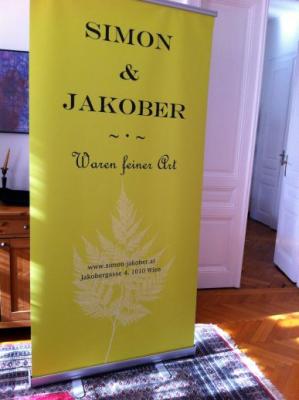 SIMON
&
JAKOBER
~ · ~
Waren feiner Art
www.simon-jakober.at
Jakobergasse 4, 1010 Wien